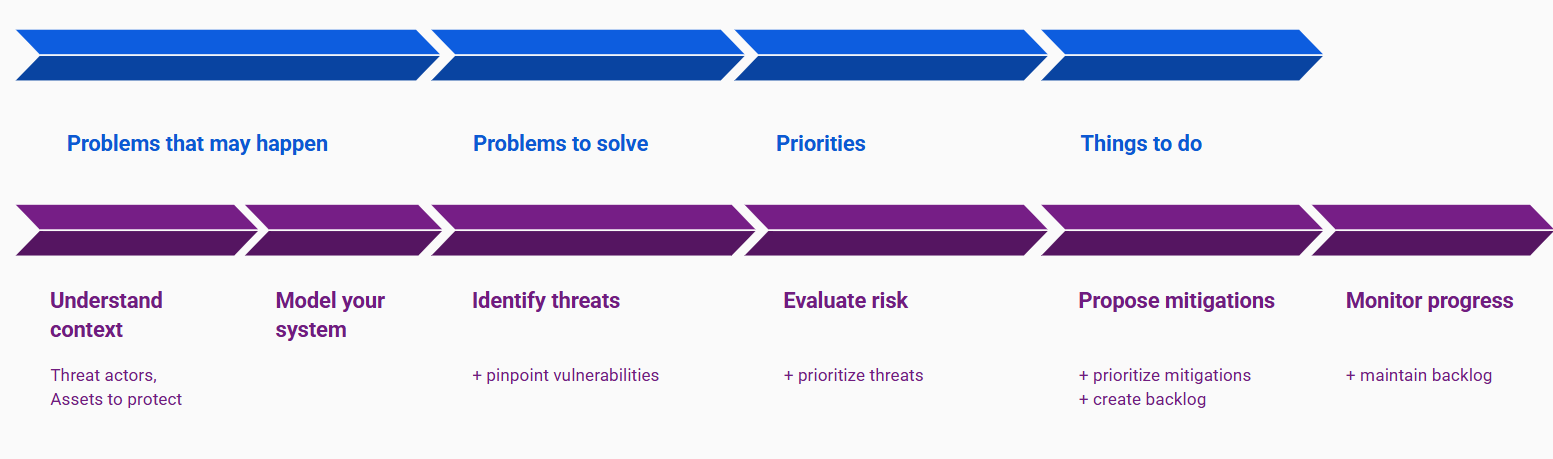 Problems that may happen
Problems to solve
Priorities
Things to do
Understand
context
Model your
system
Identify threats
Evaluate risk
Propose mitigations
Monitor progress
Threat actors,
Assets to protect
+ pinpoint vulnerabilities
+ prioritize threats
+ prioritize mitigations
+ create backlog
+ maintain backlog